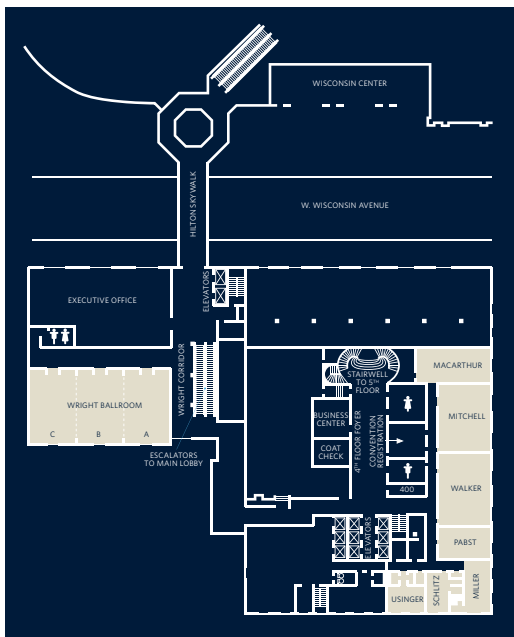 WISCONSIN CENTER
HILTON SKYWALK
W. WISCONSIN AVENUE
ELEVATORS
EXECUTIVE OFFICE
WRIGHT CORRIDOR
STAIRWELL
TO 5TH
FLOOR
MACARTHUR
WRIGHT BALLROOM
C
B
A
BUSINESS
CENTER
4TH FLOOR FOYER
CONVENTION
REGISTRATION
MITCHELL
COAT
CHECK
ESCALATORS
TO MAIN LOBBY
400
WALKER
ELEVATORS
PABST
USINGER
SCHLITZ
MILLER